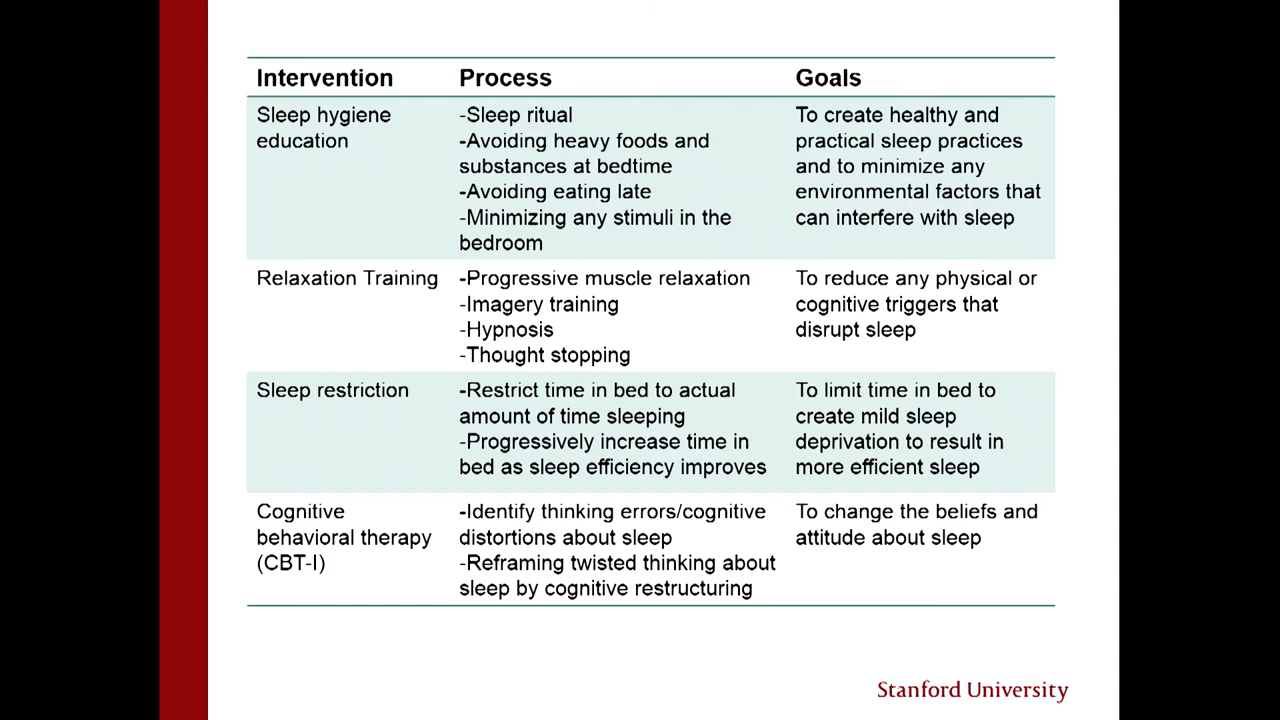 Intervention Process Goals
Sleep hygiene
education
-Sleep ritual
-Avoiding heavy foods and
substances at bedtime
-Avoiding eating late
-Minimizing any stimuli in the
bedroom
To create healthy and
practical sleep practices
and to minimize any
environmental factors that
can interfere with sleep
Relaxation Training
-Progressive muscle relaxation
-Imagery training
-Hypnosis
-Thought stopping
To reduce any physical or
cognitive triggers that
disrupt sleep
Sleep restriction
-Restrict time in bed to actual
amount of time sleeping
-Progressively increase time in
bed as sleep efficiency improves
To limit time in bed to
create mild sleep
deprivation to result in
more efficient sleep
Cognitive
behavioral therapy
(CBT-I)
-Identify thinking errors/cognitive
distortions about sleep
-Reframing twisted thinking about
sleep by cognitive restructuring
To change the beliefs and
attitude about sleep
Stanford University